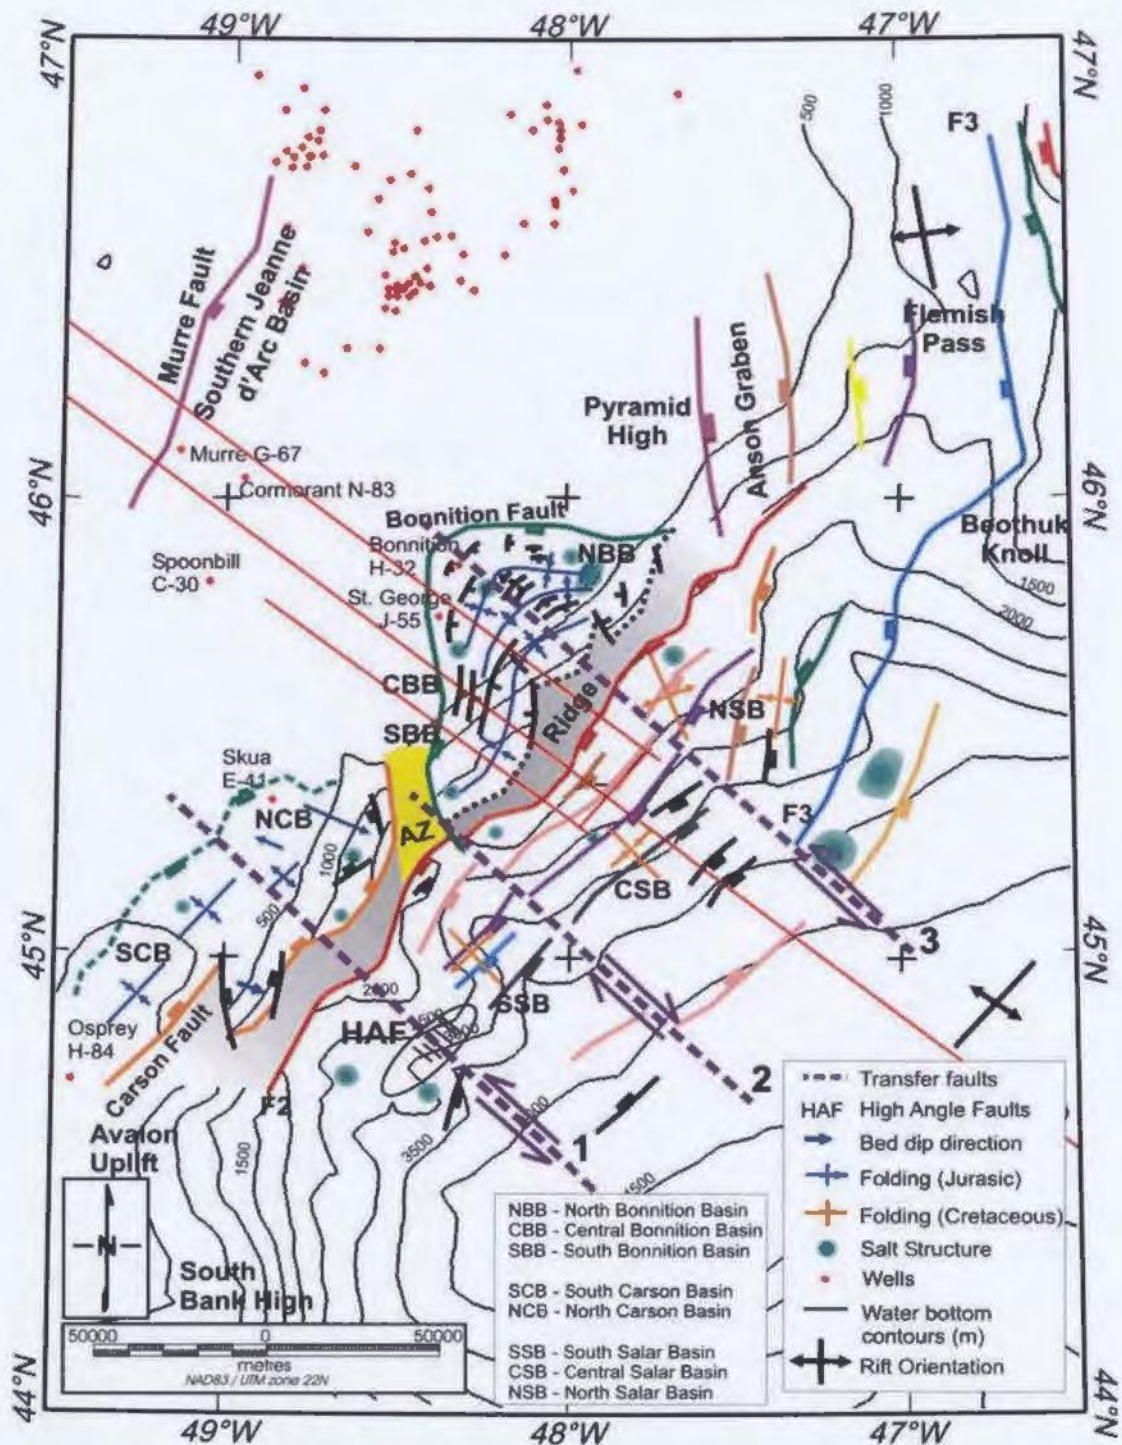 49°W
48°W
47°W
47°N
47°N
500
1000
F3
Murre Fault
Southern Jeanne
d'Arc Basin
Flemish
Pass
Pyramid
High
Anson Graben
Murre G-67
Cormorant N-83
46°N
46°N
Bonnition Fault
Bonnition
H-32
NBB
Beothuk
Knoll
Spoonbill
C-30
St. George
J-55
1500
2000
CBB
Ridge
NSB
SBB
Skua
E-41
NCB
AZ
F3
1000
CSB
500
SCB
3
45°N
45°N
SSB
Osprey
H-84
HAF
Carson Fault
F2
2
Avalon
Uplift
1
1500
3500
N
South
Bank High
50000 0 50000
metres
NAD83 / UTM zone 22N
NBB - North Bonnition Basin
CBB - Central Bonnition Basin
SBB - South Bonnition Basin
SCB - South Carson Basin
NCB - North Carson Basin
SSB - South Salar Basin
CSB - Central Salar Basin
NSB - North Salar Basin
Transfer faults
HAF High Angle Faults
Bed dip direction
Folding (Jurasic)
Folding (Cretaceous)
Salt Structure
Wells
Water bottom
contours (m)
Rift Orientation
44°N
44°N
49°W
48°W
47°W